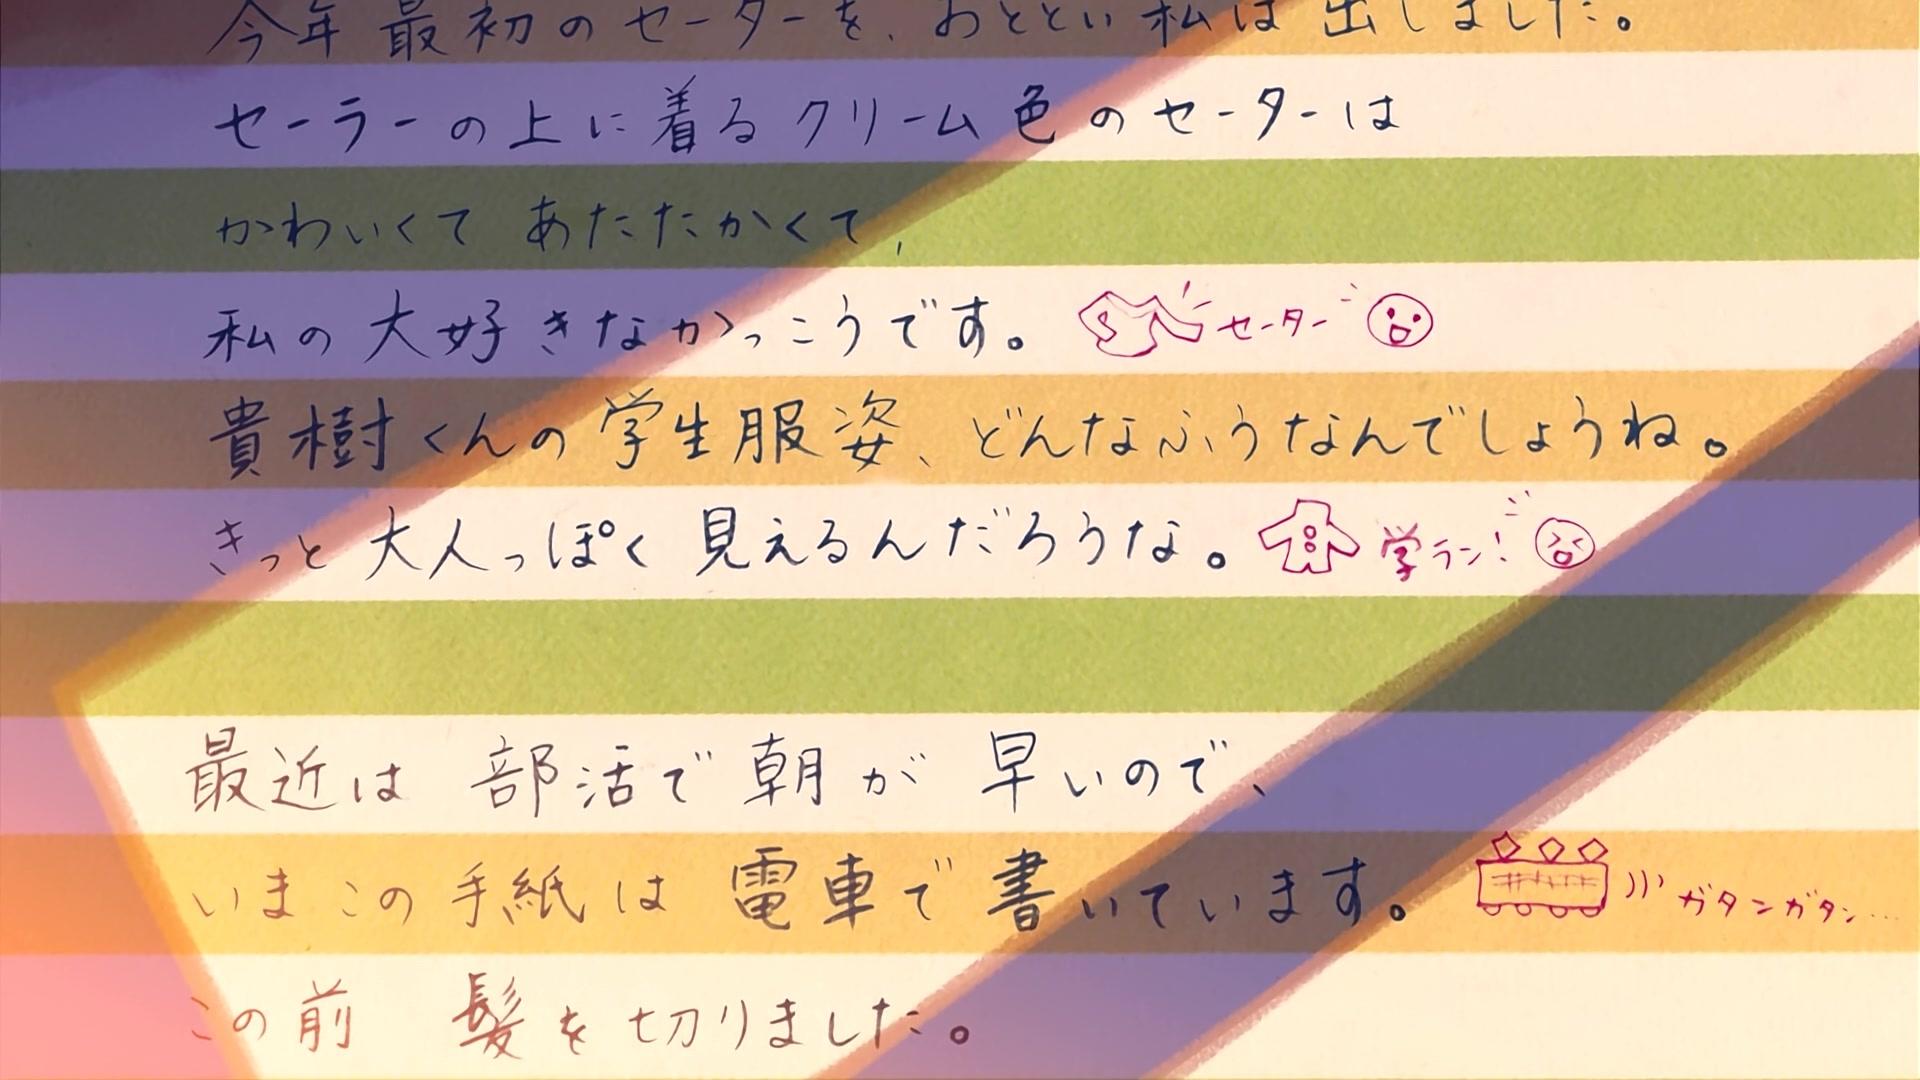 今年最初のセーターを、おととい私は出しました。
セーラーの上に着るクリーム色のセーターは
かわいくて あたたかくて、
私の大好きなかっこうです。 セーター
貴樹くんの学生服姿、どんなふうなんでしょうね。
きっと大人っぽく見えるんだろうな。 学ラン!
最近は 部活で朝が早いので、
いまこの手紙は電車で書いています。 ガタンガタン…
この前 髪を切りました。